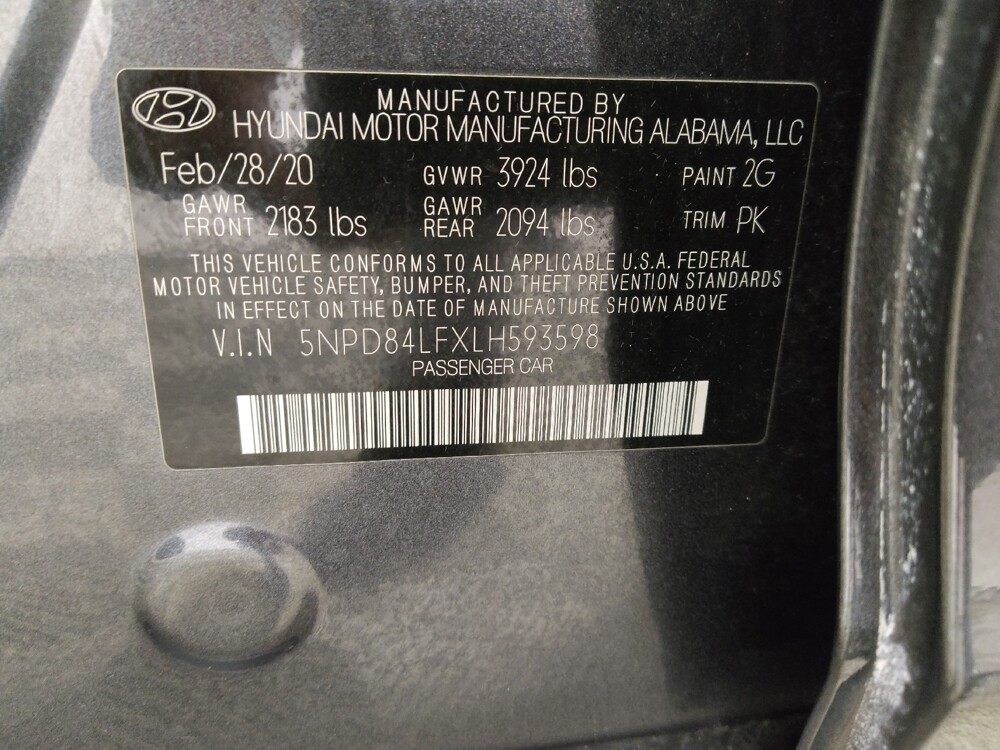 MANUFACTURED BY
HYUNDAI MOTOR MANUFACTURING ALABAMA, LLC
Feb/28/20 GVWR 3924 lbs PAINT 2G
GAWR FRONT 2183 lbs GAWR REAR 2094 lbs TRIM PK
THIS VEHICLE CONFORMS TO ALL APPLICABLE U.S.A. FEDERAL
MOTOR VEHICLE SAFETY, BUMPER, AND THEFT PREVENTION STANDARDS
IN EFFECT ON THE DATE OF MANUFACTURE SHOWN ABOVE
V.I.N 5NPD84LFXLH593598
PASSENGER CAR